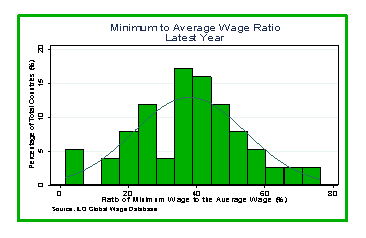 Minimum to Average Wage Ratio
Latest Year
Percentage of Total Countries (%)
20
15
10
5
0
0 20 40 60 80
Ratio of Minimum Wage to the Average Wage (%)
Source: ILO Global Wage Database